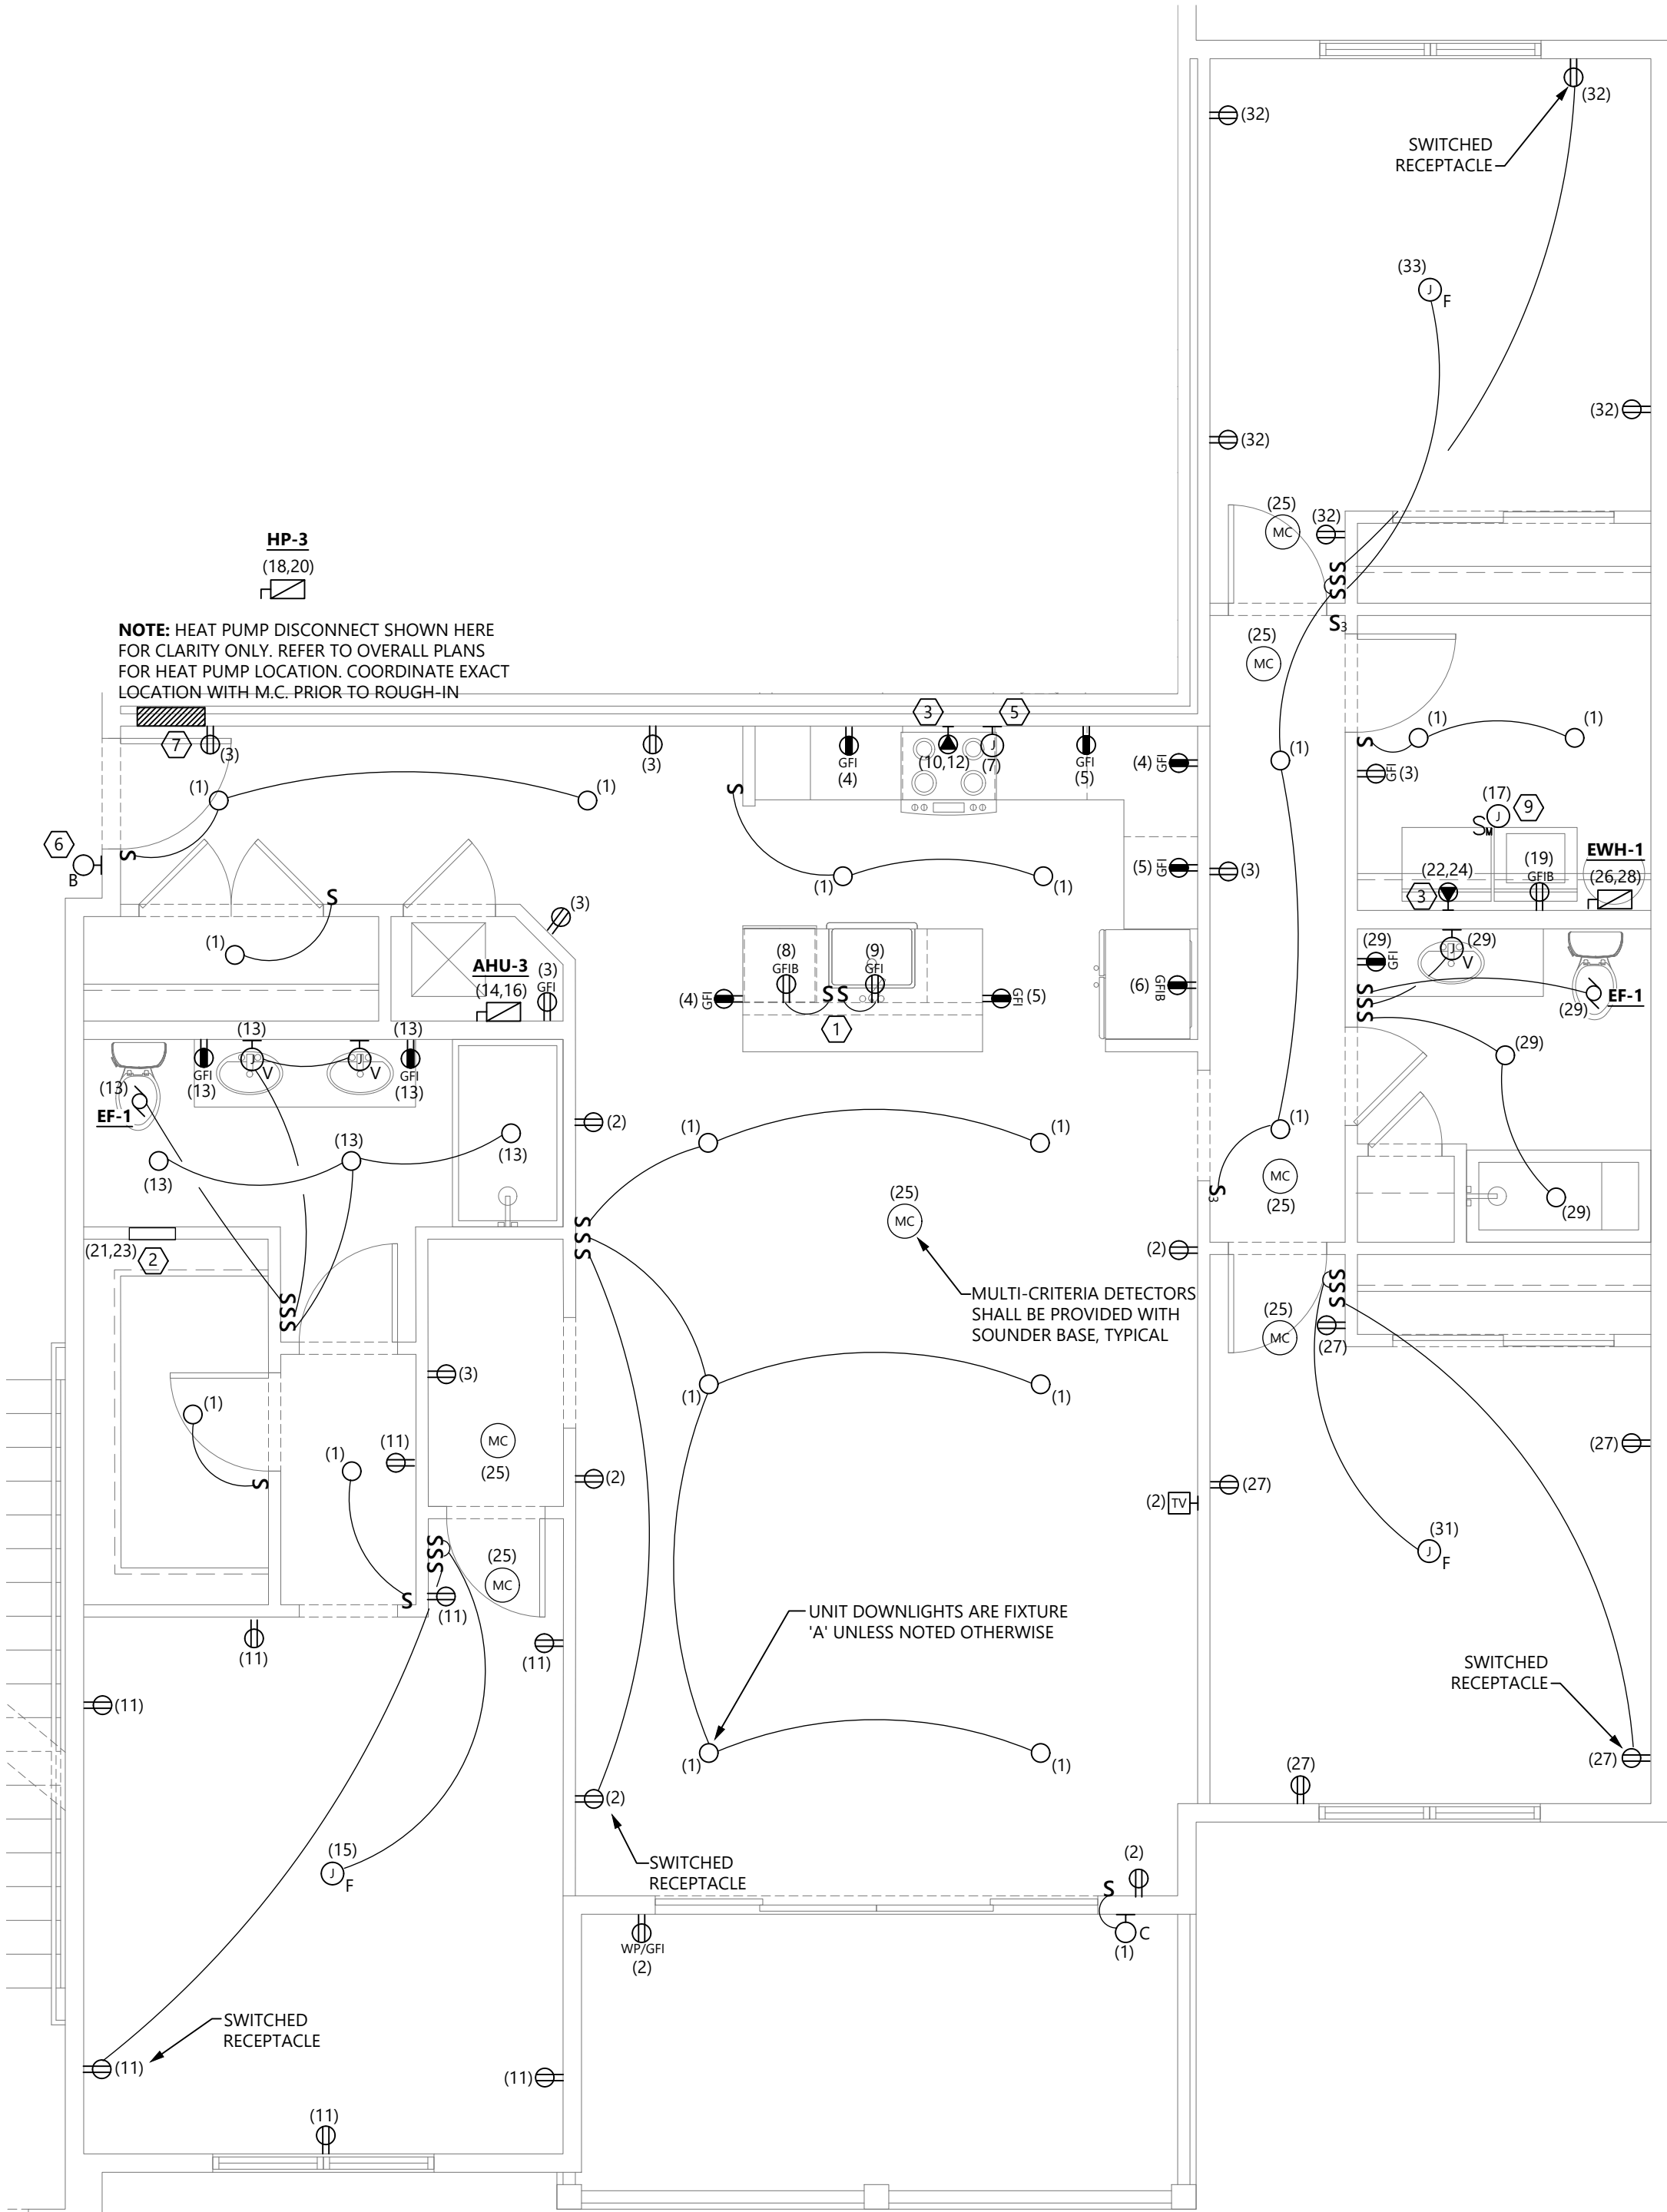 (32)
(32)
SWITCHED
RECEPTACLE
(33)
J
F
(32)
(32)
(25)
MC
(32)
HP-3
(18,20)
SSS
S3
NOTE: HEAT PUMP DISCONNECT SHOWN HERE
FOR CLARITY ONLY. REFER TO OVERALL PLANS
FOR HEAT PUMP LOCATION. COORDINATE EXACT
LOCATION WITH M.C. PRIOR TO ROUGH-IN
(25)
MC
7
(3)
(3)
GFI
(4)
3
(10,12)
5
J
(7)
GFI
(5)
(4)
GFI
(1)
(1)
S
(1)
(1)
S
(1)
S
GFI
(3)
6
B
S
(1)
(1)
(5)
GFI
(3)
(17)
J
9
SM
(22,24)
3
(19)
GFIB
EWH-1
(26,28)
S
(1)
(3)
AHU-3
(14,16)
(3)
GFI
(8)
GFIB
(9)
GFI
(4)
GFI
S
S
GFI
(5)
1
(6)
GFIB
(29)
GFI
J
(29)
V
SSS
EF-1
(29)
(13)
J
V
(13)
J
V
GFI
(13)
GFI
(13)
(13)
EF-1
(13)
(13)
(13)
(2)
(1)
(1)
(1)
(29)
(29)
MC
(25)
S3
(25)
MC
SSS
(21,23)
2
(2)
MULTI-CRITERIA DETECTORS
SHALL BE PROVIDED WITH
SOUNDER BASE, TYPICAL
SSS
(25)
MC
SSS
(27)
(3)
(1)
(1)
(1)
S
(1)
(11)
MC
(25)
(2)
(27)
(27)
(2)
TV
(31)
J
F
SSS
(25)
MC
S
(11)
(11)
(11)
(11)
UNIT DOWNLIGHTS ARE FIXTURE
'A' UNLESS NOTED OTHERWISE
SWITCHED
RECEPTACLE
(1)
(1)
(27)
(27)
(2)
SWITCHED
RECEPTACLE
(15)
J
F
(2)
S
C
(1)
WP/GFI
(2)
SWITCHED
RECEPTACLE
(11)
(11)
(11)